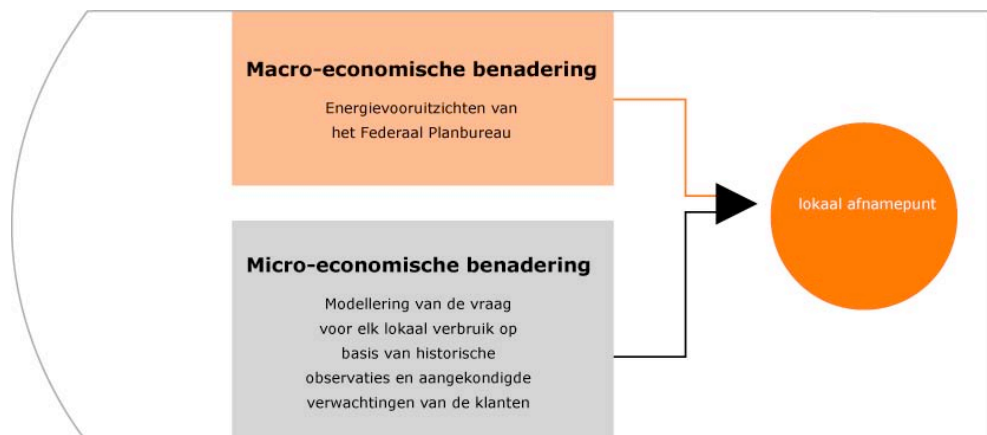 Macro-economische benadering
Energievooruitzichten van
het Federaal Planbureau
lokaal afnamepunt
Micro-economische benadering
Modellering van de vraag
voor elk lokaal verbruik op
basis van historische
observaties en aangekondigde
verwachtingen van de klanten